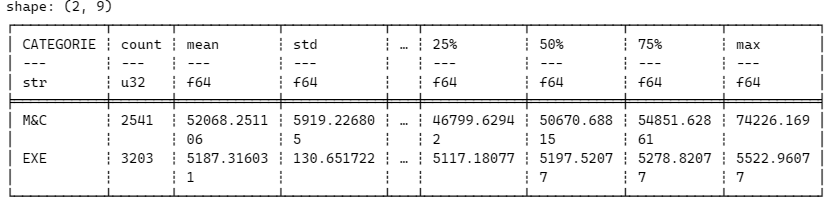 shape: (2, 9)
CATEGORIE ┆ count ┆ mean ┆ std ┆ … ┆ 25% ┆ 50% ┆ 75% ┆ max
--- ┆ --- ┆ --- ┆ --- ┆ ┆ --- ┆ --- ┆ --- ┆ ---
str ┆ u32 ┆ f64 ┆ f64 ┆ ┆ f64 ┆ f64 ┆ f64 ┆ f64
M&C ┆ 2541 ┆ 52068.2511 ┆ 5919.22680 ┆ … ┆ 46799.6294 ┆ 50670.688 ┆ 54851.628 ┆ 74226.169
┆ ┆ 06 ┆ 5 ┆ ┆ 2 ┆ 15 ┆ 61 ┆
EXE ┆ 3203 ┆ 5187.31603 ┆ 130.651722 ┆ … ┆ 5117.18077 ┆ 5197.5207 ┆ 5278.8207 ┆ 5522.9607
┆ ┆ 1 ┆ ┆ ┆ ┆ 7 ┆ 7 ┆ 7